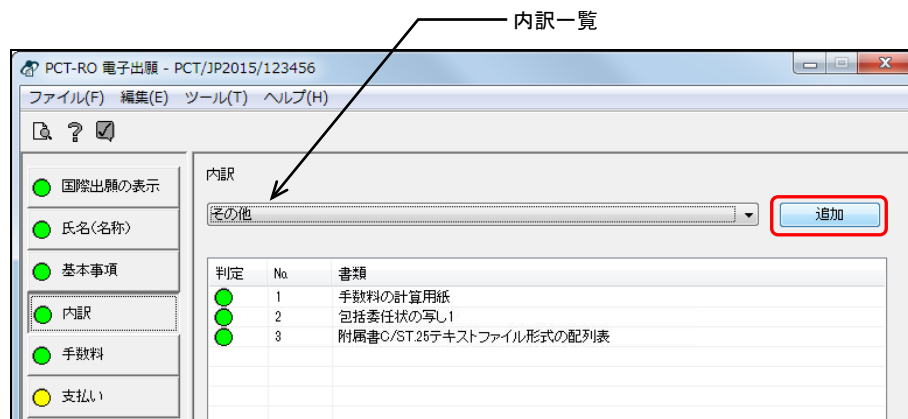 内訳一覧
PCT-RO 電子出願 - PCT/JP2015/123456
ファイル(F) 編集(E) ツール(T) ヘルプ(H)
国際出願の表示
氏名(名称)
基本事項
内訳
手数料
支払い
内訳
その他
追加
判定 No. 書類
1 手数料の計算用紙
2 包括委任状の写し1
3 附属書C/ST.25テキストファイル形式の配列表